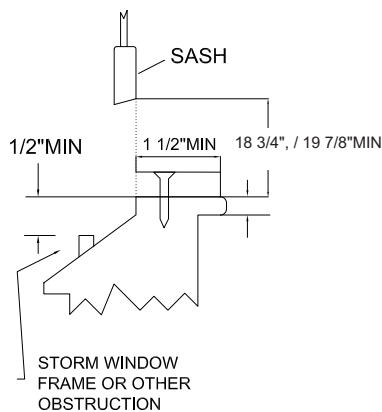 SASH
1/2"MIN
1 1/2"MIN
18 3/4", / 19 7/8"MIN
STORM WINDOW
FRAME OR OTHER
OBSTRUCTION